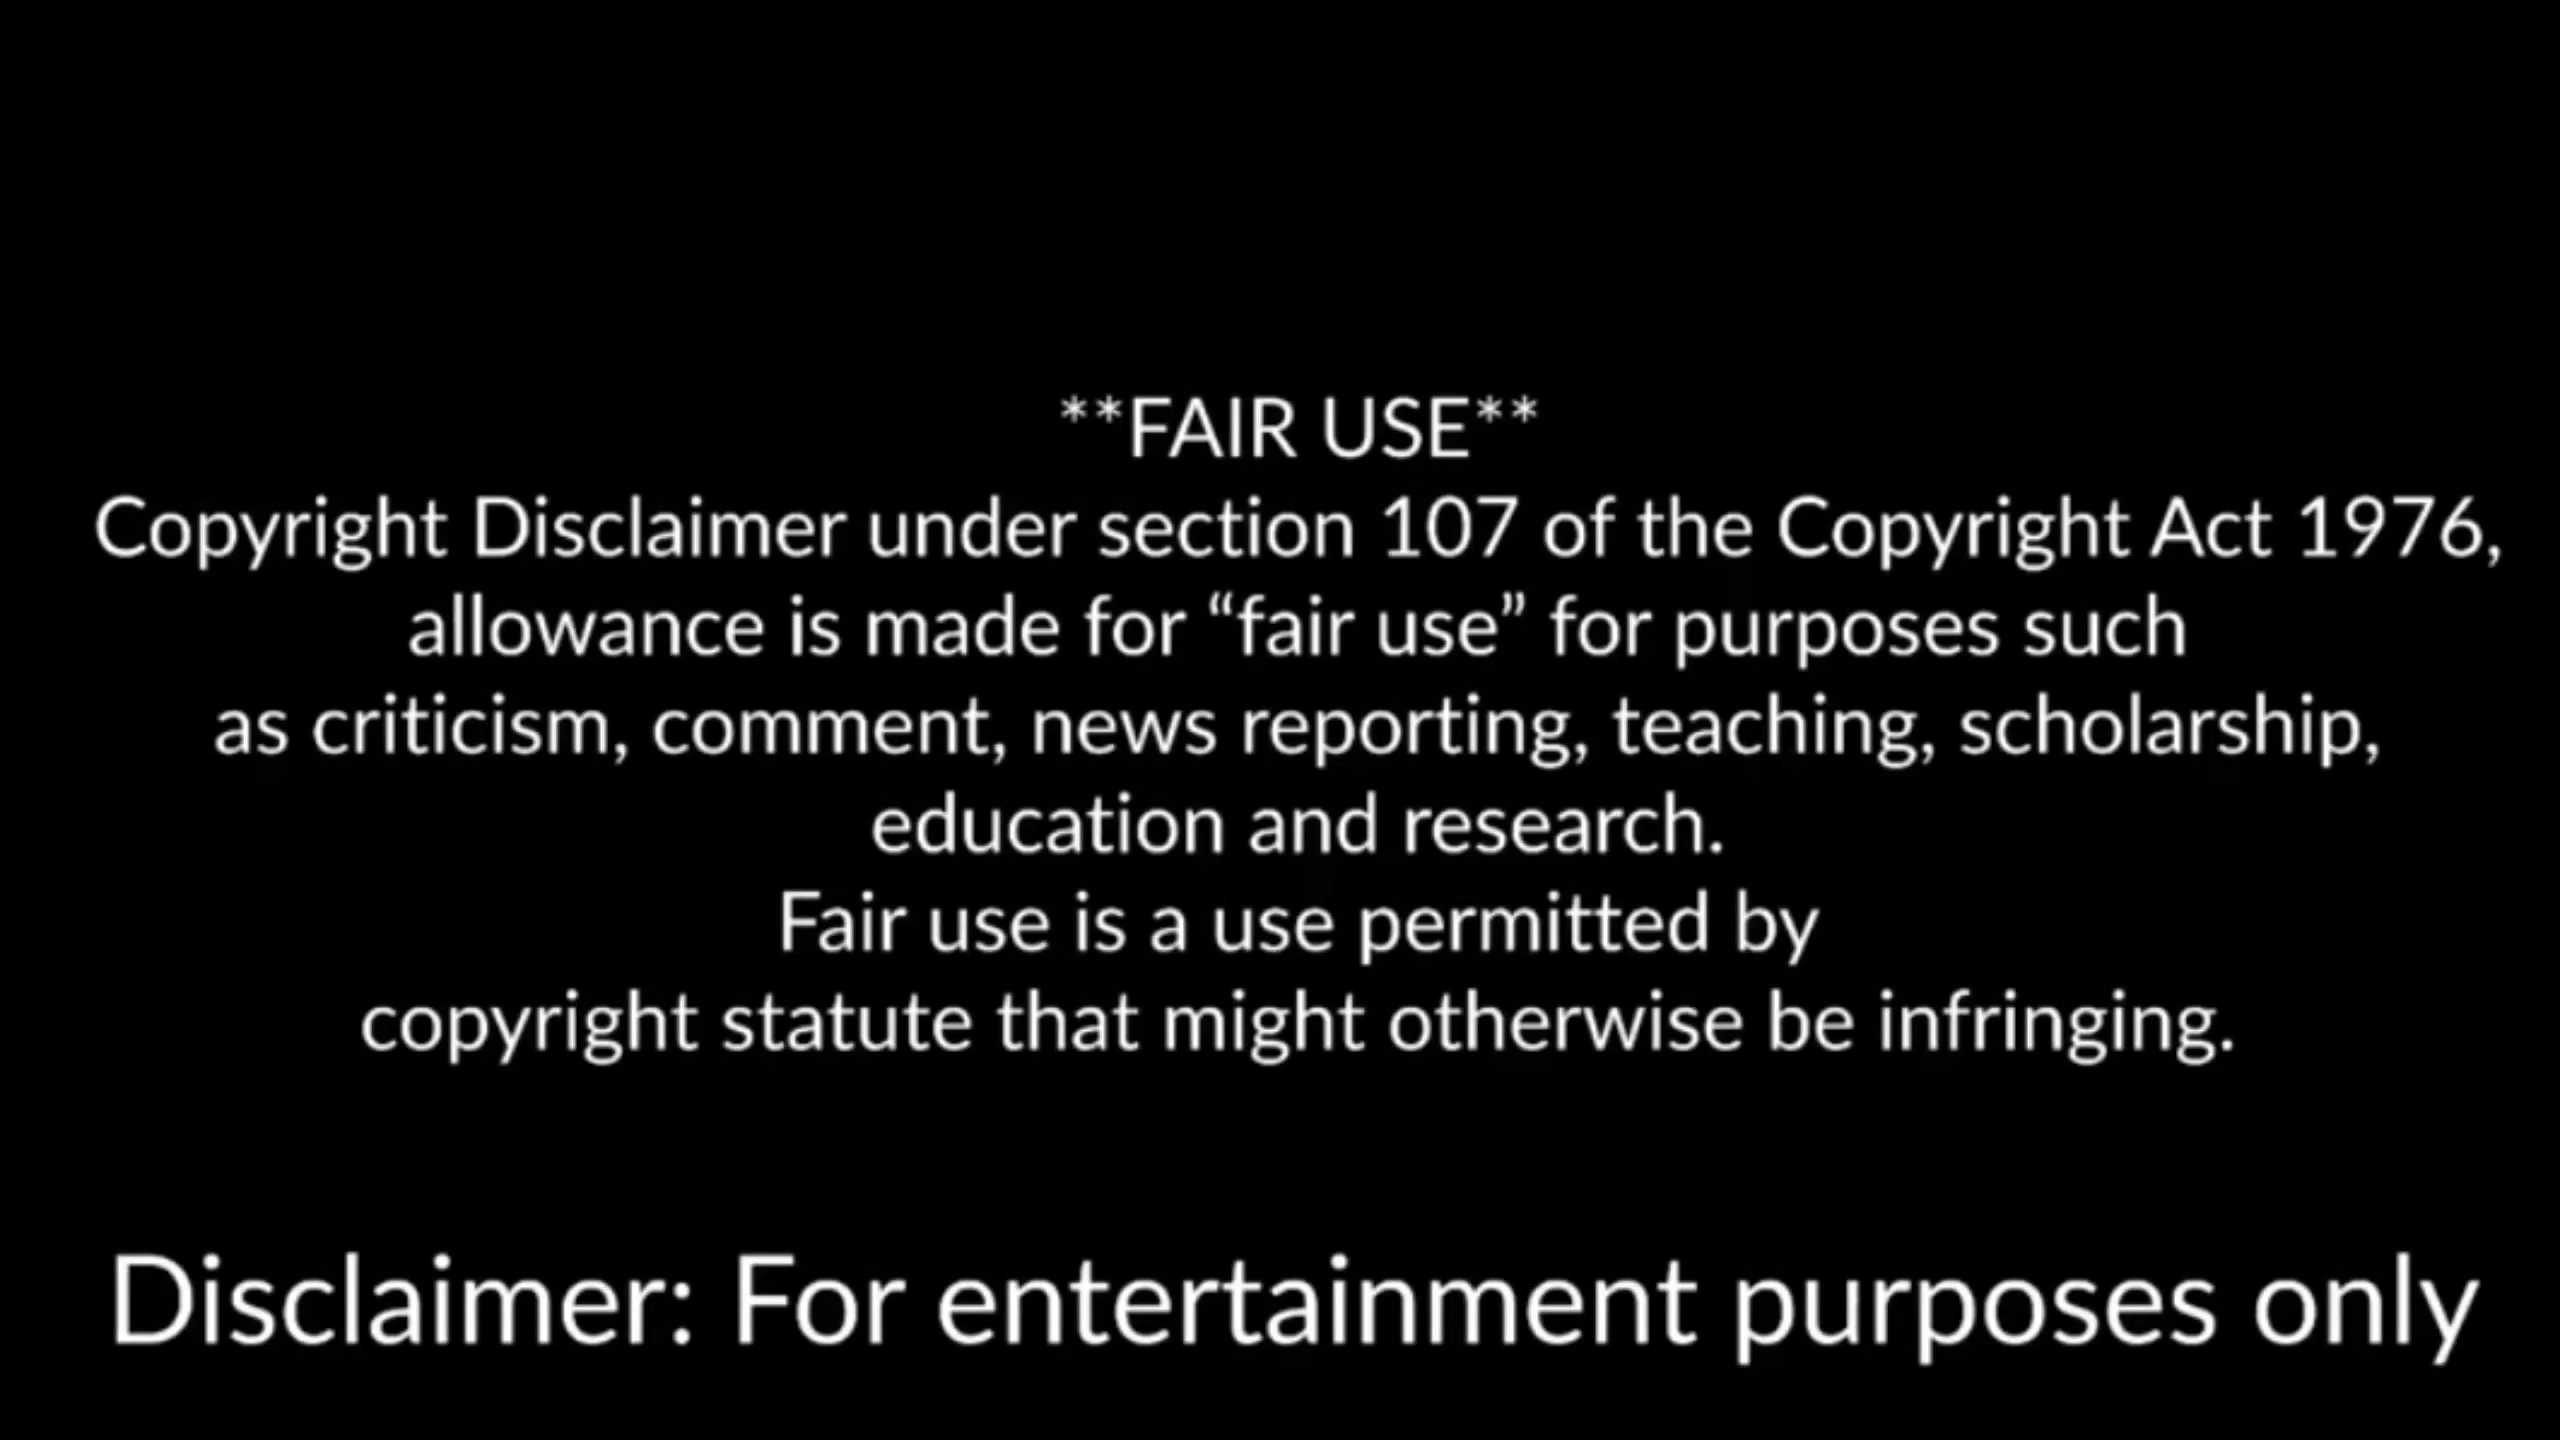 **FAIR USE**
Copyright Disclaimer under section 107 of the Copyright Act 1976,
allowance is made for “fair use” for purposes such
as criticism, comment, news reporting, teaching, scholarship,
education and research.
Fair use is a use permitted by
copyright statute that might otherwise be infringing.
Disclaimer: For entertainment purposes only